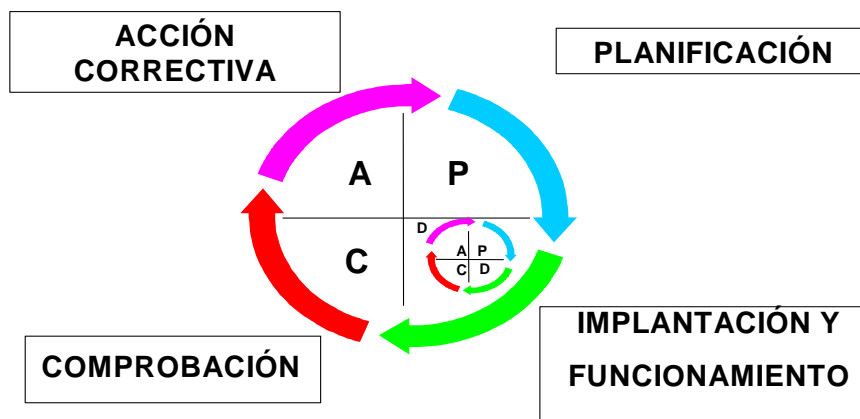 ACCIÓN
CORRECTIVA
PLANIFICACIÓN
A
P
D
A
P
C
C
D
IMPLANTACIÓN Y
FUNCIONAMIENTO
COMPROBACIÓN